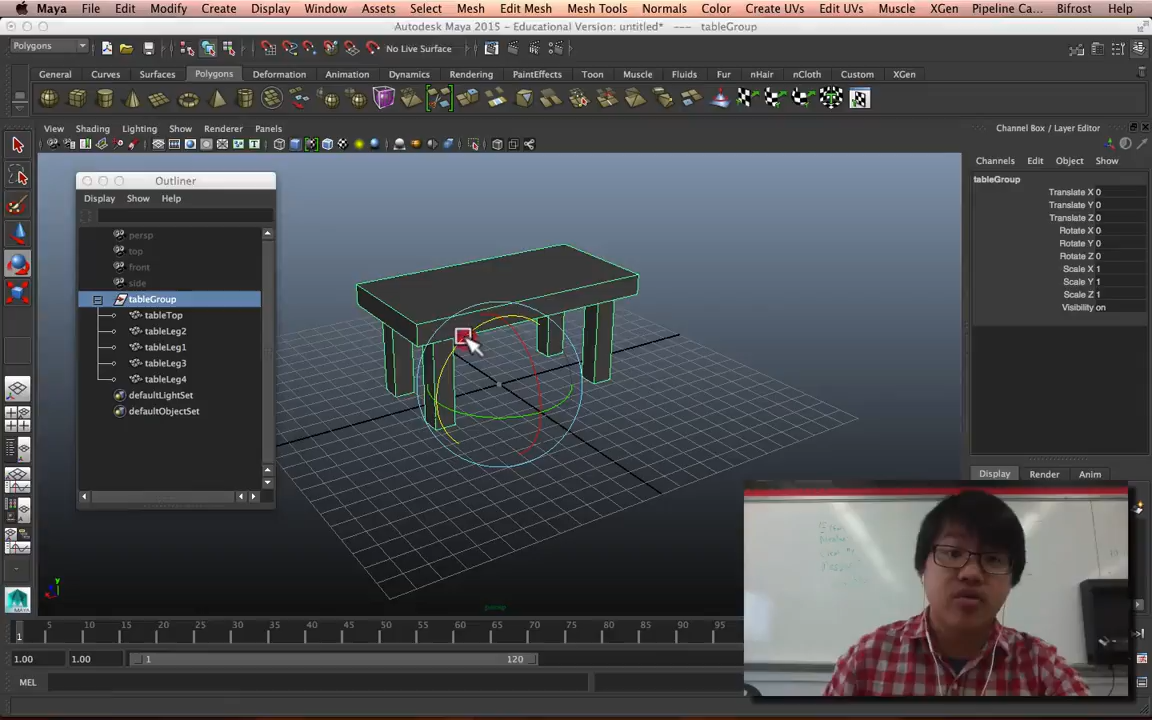 Maya File Edit Modify Create Display Window Assets Select Mesh Edit Mesh Mesh Tools Normals Color Create UVs Edit UVs Muscle XGen Pipeline Ca... Bifrost Help
Autodesk Maya 2015 - Educational Version: untitled* --- tableGroup
Polygons No Live Surface
General Curves Surfaces Polygons Deformation Animation Dynamics Rendering PaintEffects Toon Muscle Fluids Fur nHair nCloth Custom XGen
View Shading Lighting Show Renderer Panels
Channel Box / Layer Editor
Channels Edit Object Show
tableGroup
Translate X 0
Translate Y 0
Translate Z 0
Rotate X 0
Rotate Y 0
Rotate Z 0
Scale X 1
Scale Y 1
Scale Z 1
Visibility on
Outliner
Display Show Help
persp
top
front
side
tableGroup
tableTop
tableLeg2
tableLeg1
tableLeg3
tableLeg4
defaultLightSet
defaultObjectSet
Display Render Anim
y
persp
1 5 10 15 20 25 30 35 40 45 50 55 60 65 70 75 80 85 90 95
1
1.00 1.00 1 120
MEL